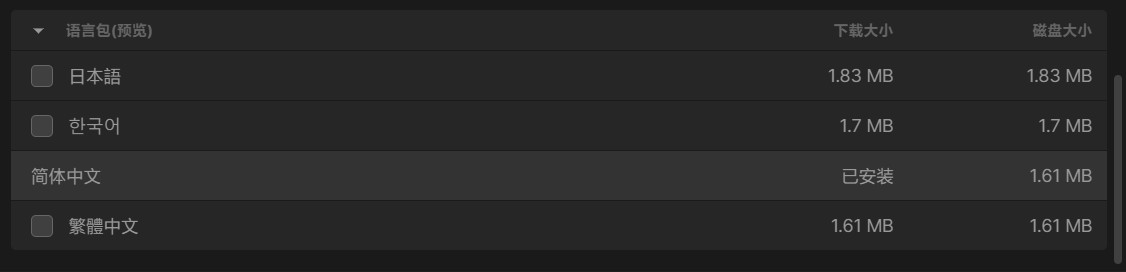 语言包(预览) 下载大小 磁盘大小
日本語 1.83 MB 1.83 MB
한국어 1.7 MB 1.7 MB
简体中文 已安装 1.61 MB
繁體中文 1.61 MB 1.61 MB